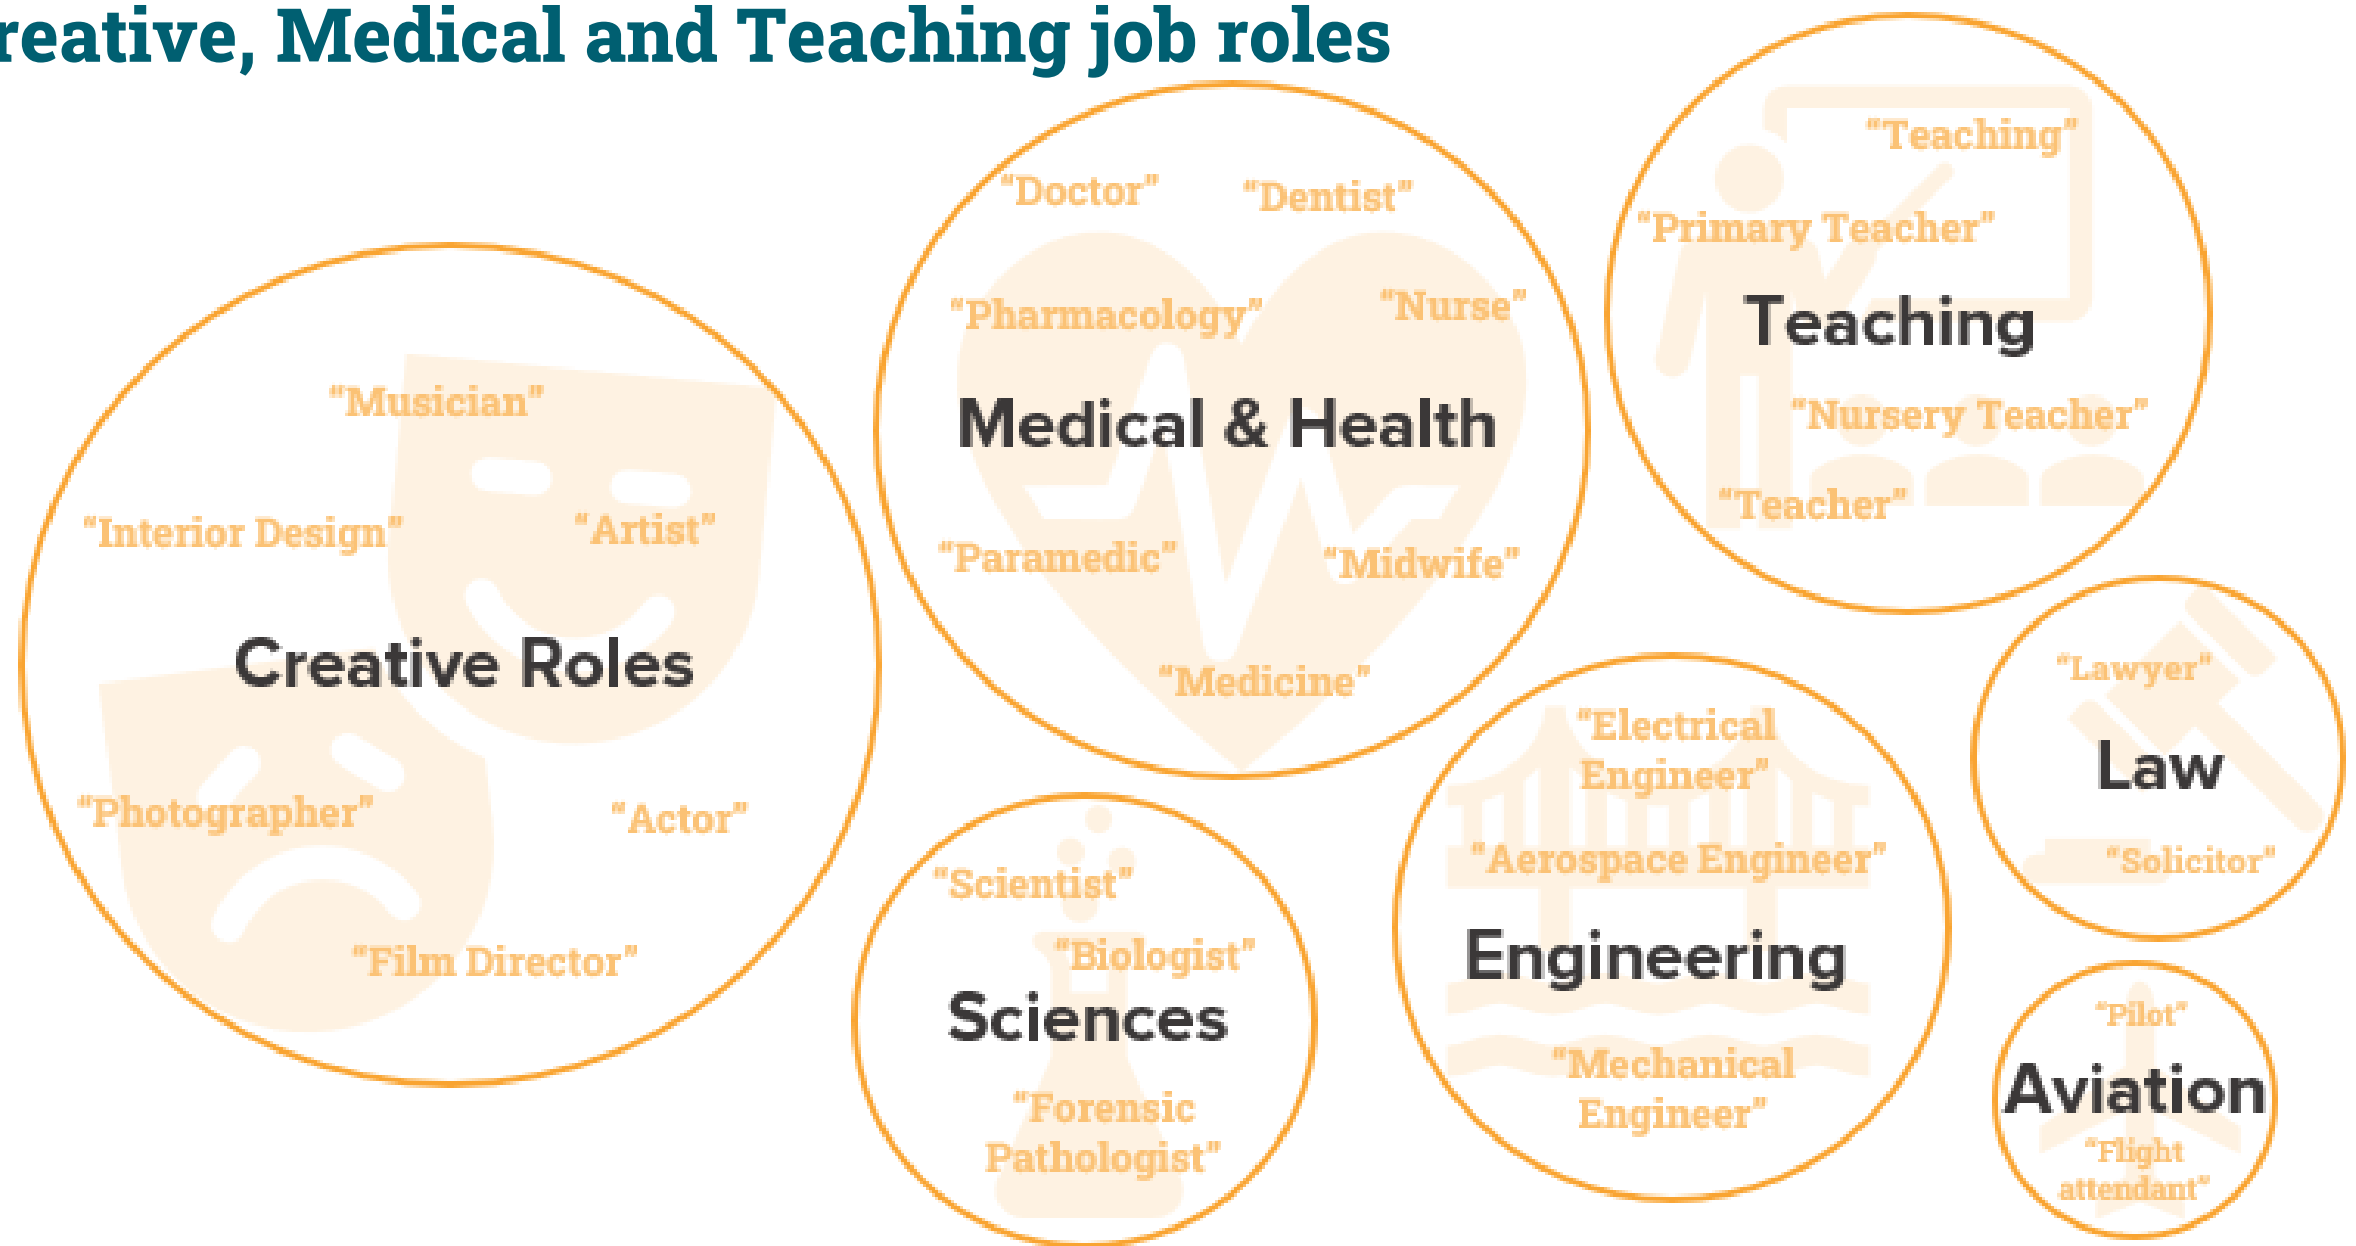 reative, Medical and Teaching job roles
“Musician”
“Interior Design”
“Artist”
Creative Roles
“Photographer”
“Actor”
“Film Director”
“Doctor”
“Dentist”
“Pharmacology”
“Nurse”
Medical & Health
“Paramedic”
“Midwife”
“Medicine”
“Teaching”
“Primary Teacher”
Teaching
“Nursery Teacher”
“Teacher”
“Scientist”
“Biologist”
Sciences
“Forensic
Pathologist”
“Electrical
Engineer”
“Aerospace Engineer”
Engineering
“Mechanical
Engineer”
“Lawyer”
Law
“Solicitor”
“Pilot”
Aviation
“Flight
attendant”